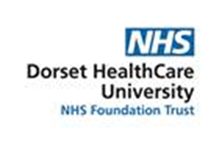 NHS
Dorset HealthCare
University
NHS Foundation Trust